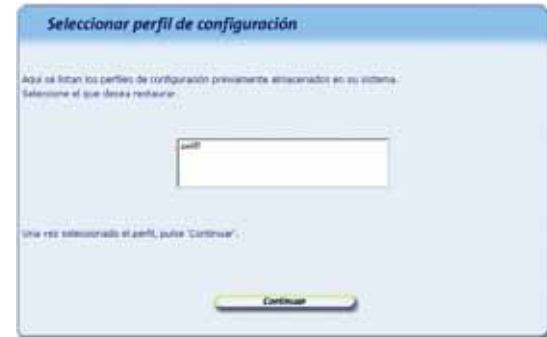 Seleccionar perfil de configuración
Aquí se listan los perfiles de configuración previamente almacenados en su sistema.
Seleccione el que desea restaurar.
Una vez seleccionado el perfil, pulse 'Continuar'.
Continuar